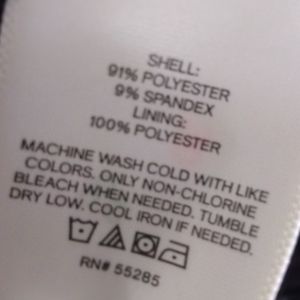 SHELL:
91% POLYESTER
9% SPANDEX
LINING:
100% POLYESTER
MACHINE WASH COLD WITH LIKE
COLORS. ONLY NON-CHLORINE
BLEACH WHEN NEEDED. TUMBLE
DRY LOW. COOL IRON IF NEEDED.
RN# 55285